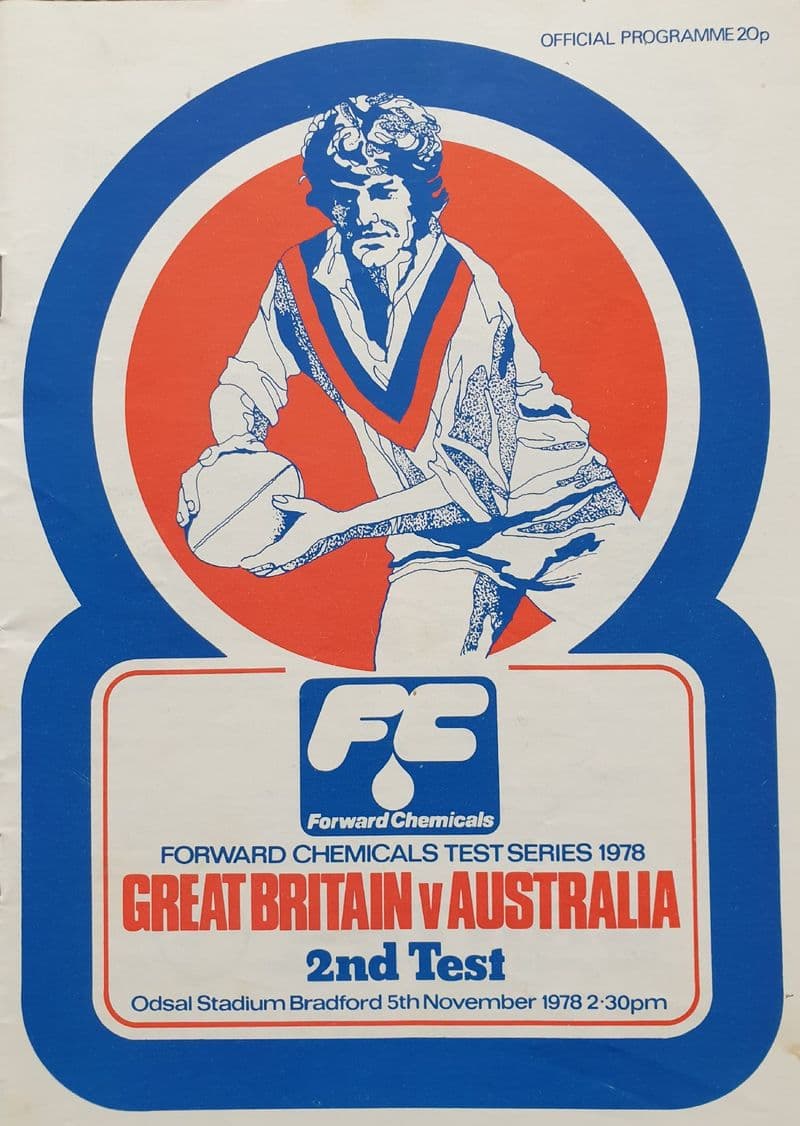 OFFICIAL PROGRAMME 20p
FC
Forward Chemicals
FORWARD CHEMICALS TEST SERIES 1978
GREAT BRITAIN v AUSTRALIA
2nd Test
Odsal Stadium Bradford 5th November 1978 2·30pm